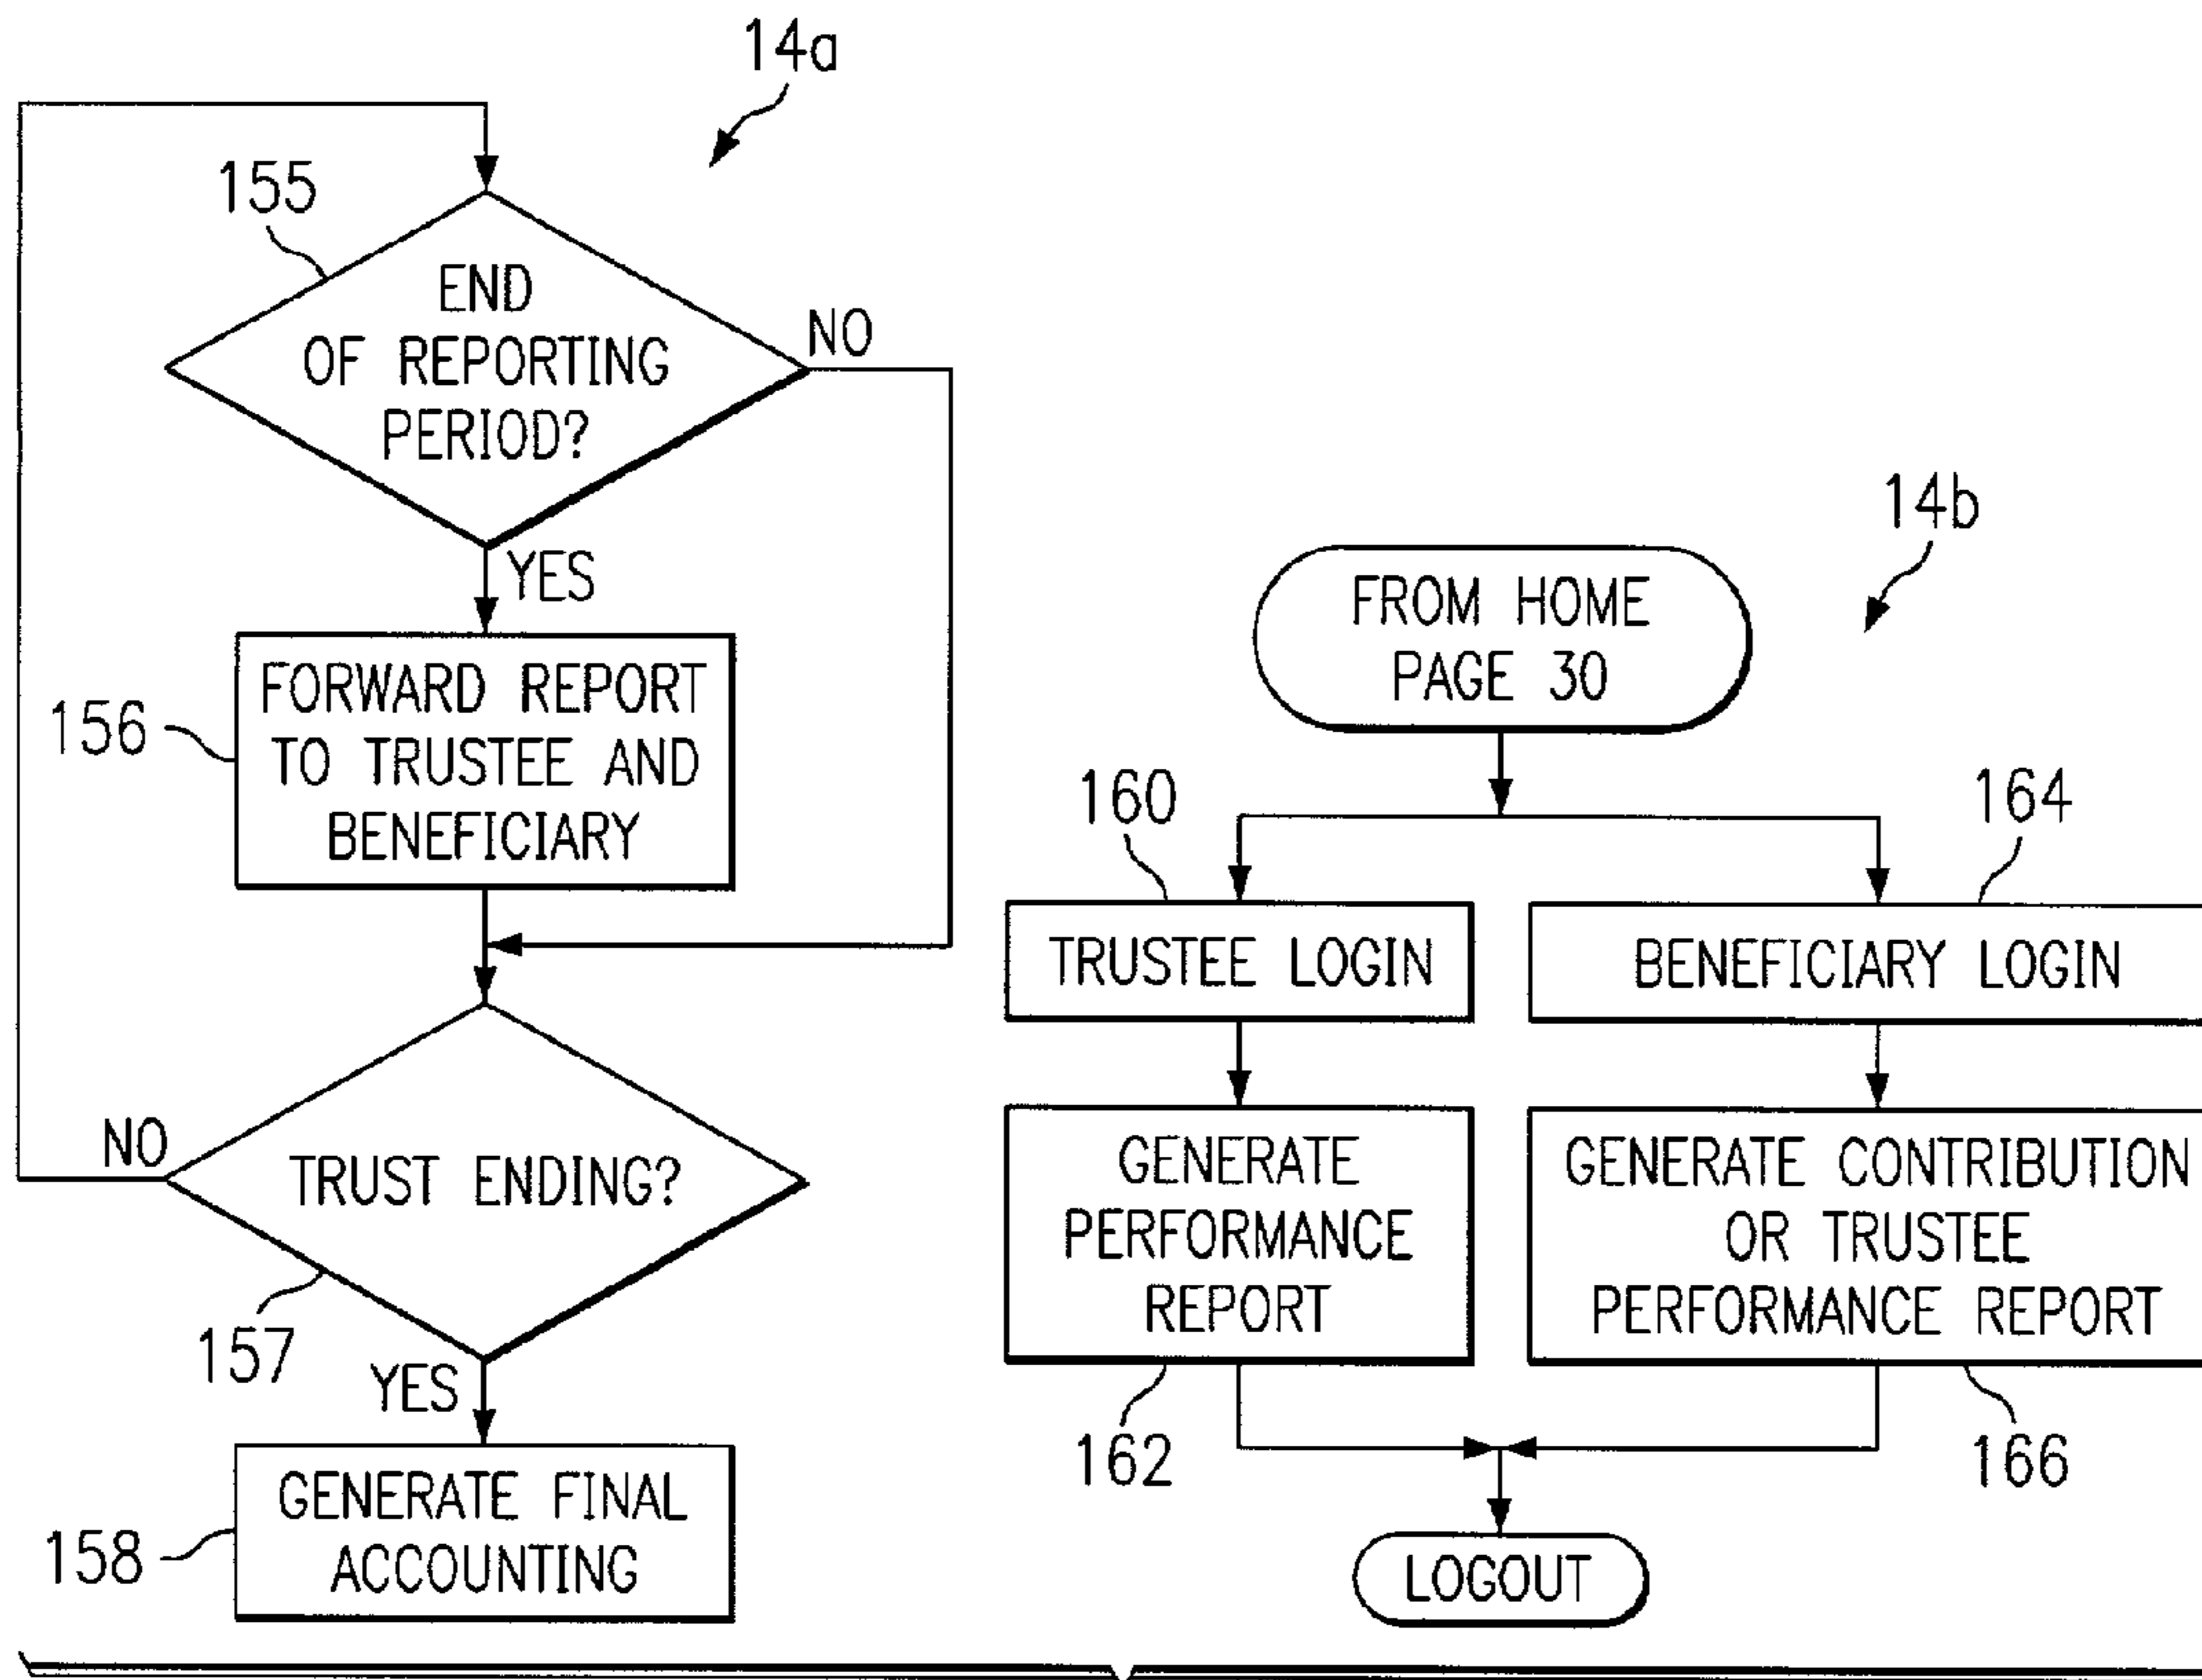 14a
155
END
OF REPORTING
PERIOD?
NO
YES
156
FORWARD REPORT
TO TRUSTEE AND
BENEFICIARY
NO
TRUST ENDING?
157
YES
158
GENERATE FINAL
ACCOUNTING
14b
FROM HOME
PAGE 30
160
164
TRUSTEE LOGIN
BENEFICIARY LOGIN
GENERATE
PERFORMANCE
REPORT
GENERATE CONTRIBUTION
OR TRUSTEE
PERFORMANCE REPORT
162
166
LOGOUT